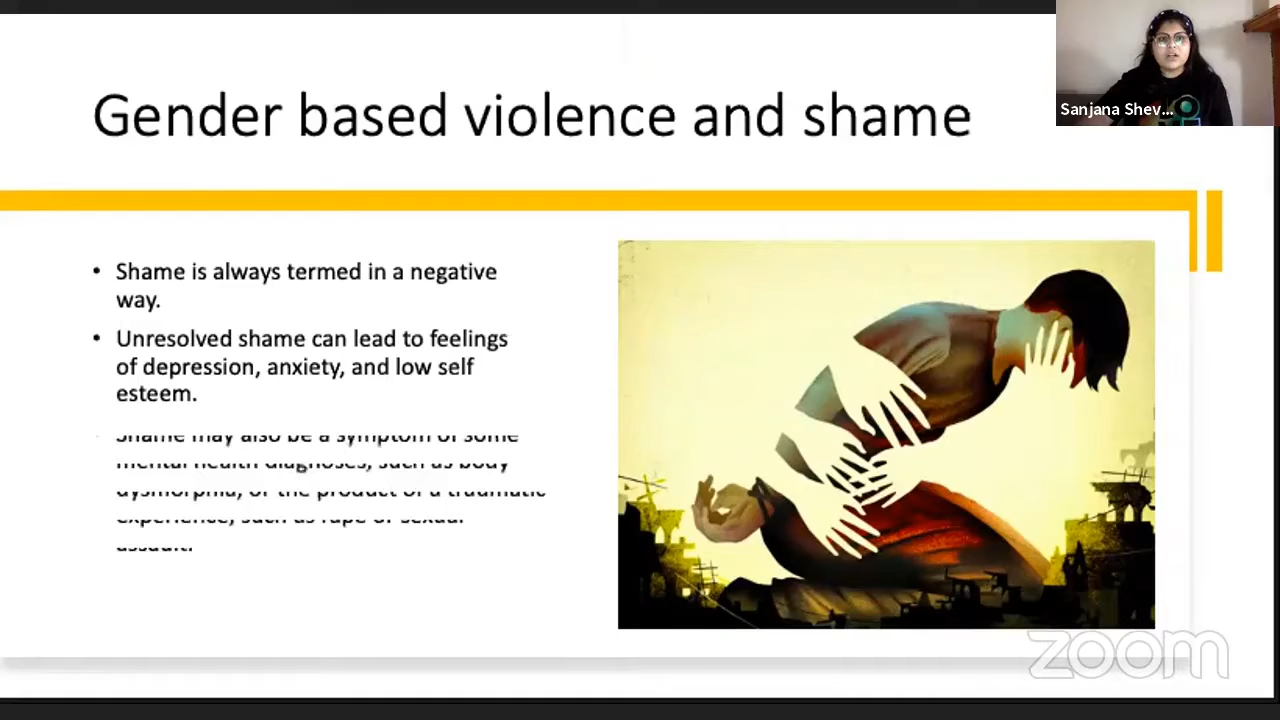 Gender based violence and shame
Sanjana Shev...
• Shame is always termed in a negative
way.
• Unresolved shame can lead to feelings
of depression, anxiety, and low self
esteem.
Shame may also be a symptom of some
mental health diagnoses, such as body
dysmorphia, or the product of a traumatic
experience, such as rape or sexual
assault.
zoom